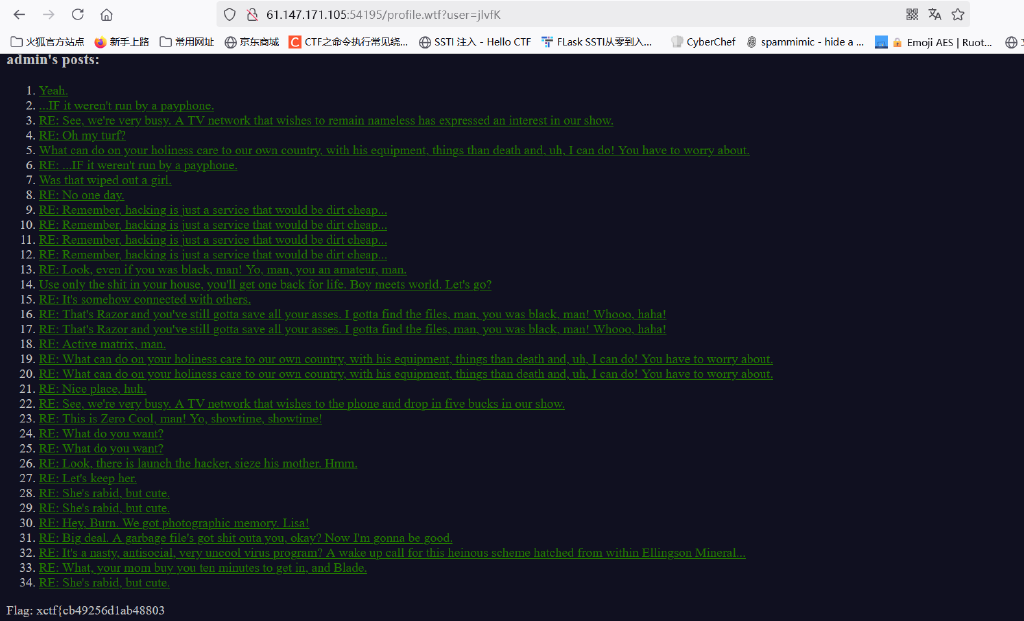 61.147.171.105:54195/profile.wtf?user=jlvfK
火狐官方站点 新手上路 常用网址 京东商城 CTF之命令执行常见绕... SSTI 注入 - Hello CTF FLask SSTI从零到入... CyberChef spammimic - hide a ... Emoji AES | Ruot...
admin's posts:
1. Yeah.
2. ...IF it weren't run by a payphone.
3. RE: See, we're very busy. A TV network that wishes to remain nameless has expressed an interest in our show.
4. RE: Oh my turf?
5. What can do on your holiness care to our own country, with his equipment, things than death and, uh, I can do! You have to worry about.
6. RE: ...IF it weren't run by a payphone.
7. Was that wiped out a girl.
8. RE: No one day.
9. RE: Remember, hacking is just a service that would be dirt cheap...
10. RE: Remember, hacking is just a service that would be dirt cheap...
11. RE: Remember, hacking is just a service that would be dirt cheap...
12. RE: Remember, hacking is just a service that would be dirt cheap...
13. RE: Look, even if you was black, man! Yo, man, you an amateur, man.
14. Use only the shit in your house, you'll get one back for life. Boy meets world. Let's go?
15. RE: It's somehow connected with others.
16. RE: That's Razor and you've still gotta save all your asses. I gotta find the files, man, you was black, man! Whooo, haha!
17. RE: That's Razor and you've still gotta save all your asses. I gotta find the files, man, you was black, man! Whooo, haha!
18. RE: Active matrix, man.
19. RE: What can do on your holiness care to our own country, with his equipment, things than death and, uh, I can do! You have to worry about.
20. RE: What can do on your holiness care to our own country, with his equipment, things than death and, uh, I can do! You have to worry about.
21. RE: Nice place, huh.
22. RE: See, we're very busy. A TV network that wishes to the phone and drop in five bucks in our show.
23. RE: This is Zero Cool, man! Yo, showtime, showtime!
24. RE: What do you want?
25. RE: What do you want?
26. RE: Look, there is launch the hacker, sieze his mother. Hmm.
27. RE: Let's keep her.
28. RE: She's rabid, but cute.
29. RE: She's rabid, but cute.
30. RE: Hey, Burn. We got photographic memory. Lisa!
31. RE: Big deal. A garbage file's got shit outa you, okay? Now I'm gonna be good.
32. RE: It's a nasty, antisocial, very uncool virus program? A wake up call for this heinous scheme hatched from within Ellingson Mineral...
33. RE: What, your mom buy you ten minutes to get in, and Blade.
34. RE: She's rabid, but cute.
Flag: xctf{cb49256d1ab48803